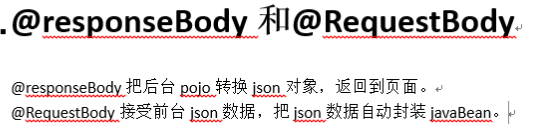 .@responseBody 和@RequestBody
@responseBody 把后台 pojo 转换 json 对象，返回到页面。
@RequestBody 接受前台 json 数据，把 json 数据自动封装 javaBean。